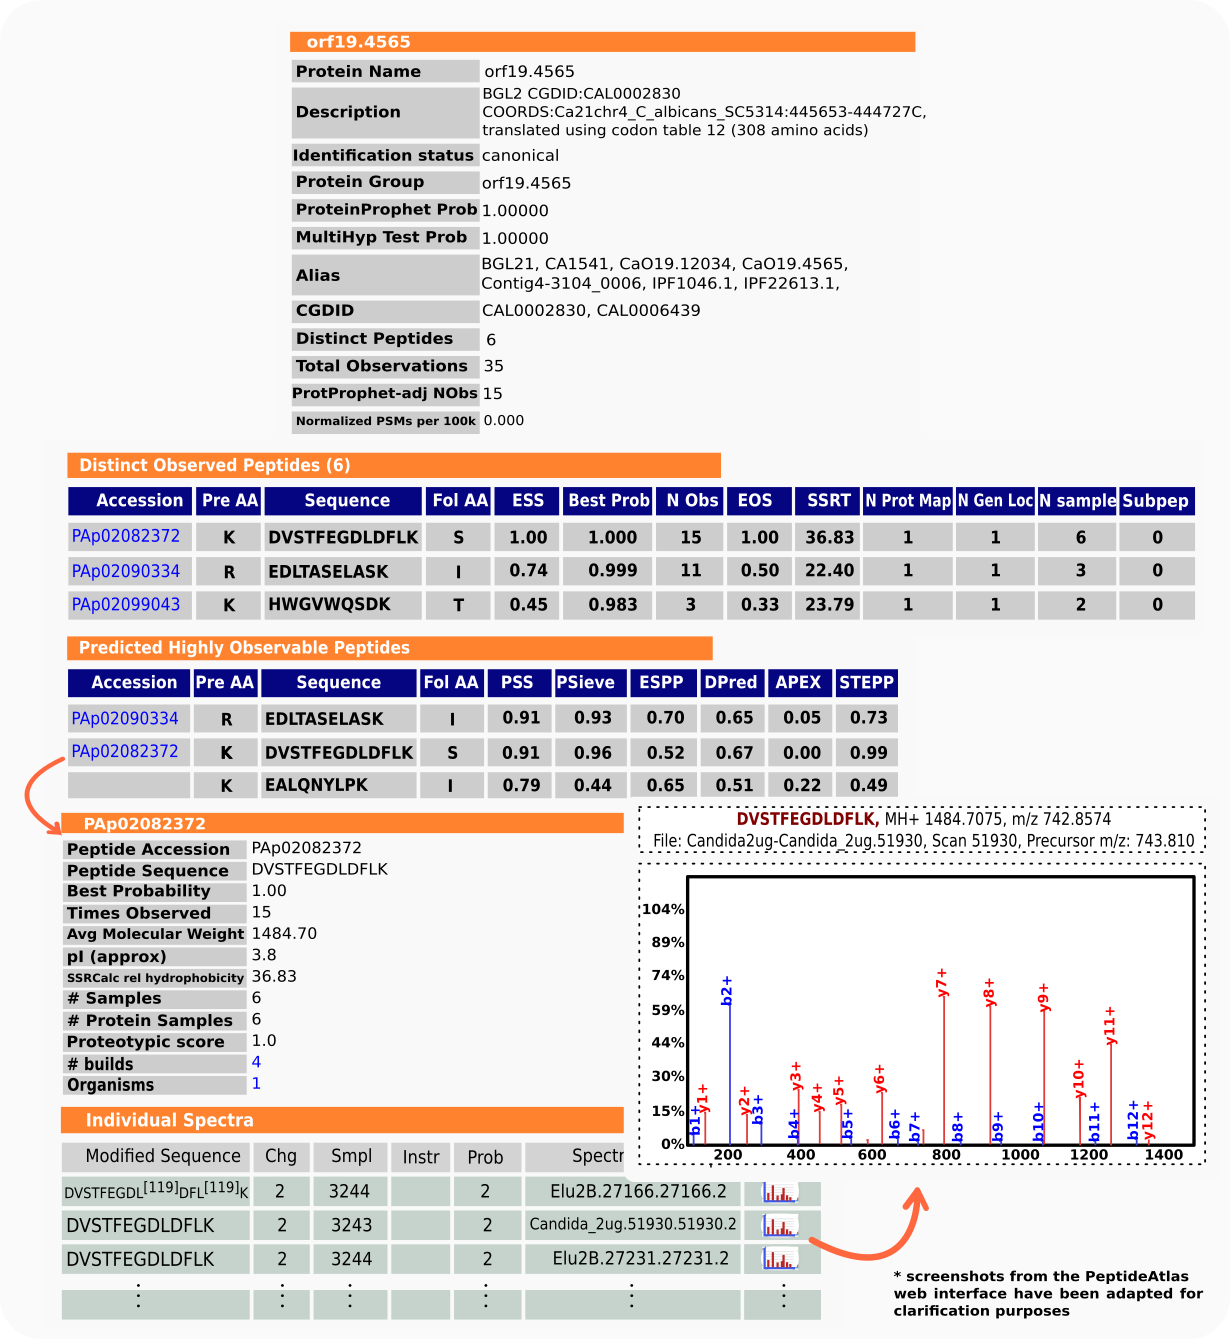 orf19.4565
Protein Name orf19.4565
Description BGL2 CGDID:CAL0002830
COORDS:Ca21chr4_C_albicans_SC5314:445653-444727C,
translated using codon table 12 (308 amino acids)
Identification status canonical
Protein Group orf19.4565
ProteinProphet Prob 1.00000
MultiHyp Test Prob 1.00000
Alias BGL21, CA1541, CaO19.12034, CaO19.4565,
Contig4-3104_0006, IPF1046.1, IPF22613.1,
CGDID CAL0002830, CAL0006439
Distinct Peptides 6
Total Observations 35
ProtProphet-adj NObs 15
Normalized PSMs per 100k 0.000
Distinct Observed Peptides (6)
Accession Pre AA Sequence Fol AA ESS Best Prob N Obs EOS SSRT N Prot Map N Gen Loc N sample Subpep
PAp02082372 K DVSTFEGDLDFLK S 1.00 1.000 15 1.00 36.83 1 1 6 0
PAp02090334 R EDLTASELASK I 0.74 0.999 11 0.50 22.40 1 1 3 0
PAp02099043 K HWGVWQSDK T 0.45 0.983 3 0.33 23.79 1 1 2 0
Predicted Highly Observable Peptides
Accession Pre AA Sequence Fol AA PSS PSieve ESPP DPred APEX STEPP
PAp02090334 R EDLTASELASK I 0.91 0.93 0.70 0.65 0.05 0.73
PAp02082372 K DVSTFEGDLDFLK S 0.91 0.96 0.52 0.67 0.00 0.99
K EALQNYLPK I 0.79 0.44 0.65 0.51 0.22 0.49
PAp02082372
Peptide Accession PAp02082372
Peptide Sequence DVSTFEGDLDFLK
Best Probability 1.00
Times Observed 15
Avg Molecular Weight 1484.70
pI (approx) 3.8
SSRCalc rel hydrophobicity 36.83
# Samples 6
# Protein Samples 6
Proteotypic score 1.0
# builds 4
Organisms 1
DVSTFEGDLDFLK, MH+ 1484.7075, m/z 742.8574
File: Candida2ug-Candida_2ug.51930, Scan 51930, Precursor m/z: 743.810
104%
89%
74%
59%
44%
30%
15%
0%
b1+ y1+ b2+ y2+ b3+ b4+ y3+ y4+ y5+ b5+ y6+ b6+ b7+ y7+ b8+ y8+ b9+ b10+ y9+ y10+ b11+ y11+ b12+ y12+
200 400 600 800 1000 1200 1400
Individual Spectra
Modified Sequence Chg Smpl Instr Prob Spectr
DVSTFEGDL[119]DFL[119]K 2 3244 2 Elu2B.27166.27166.2
DVSTFEGDLDFLK 2 3243 2 Candida_2ug.51930.51930.2
DVSTFEGDLDFLK 2 3244 2 Elu2B.27231.27231.2
* screenshots from the PeptideAtlas
web interface have been adapted for
clarification purposes